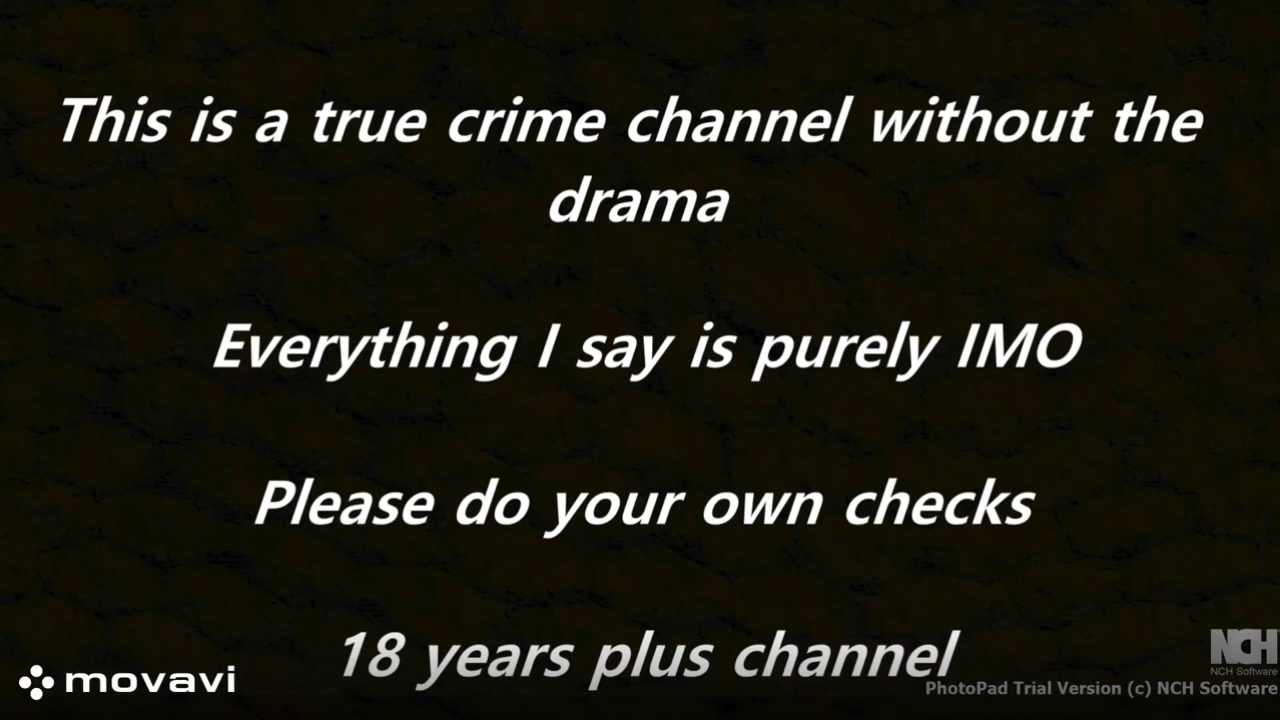 This is a true crime channel without the
drama
Everything I say is purely IMO
Please do your own checks
18 years plus channel
movavi
NCH
NCH Software
PhotoPad Trial Version (c) NCH Software